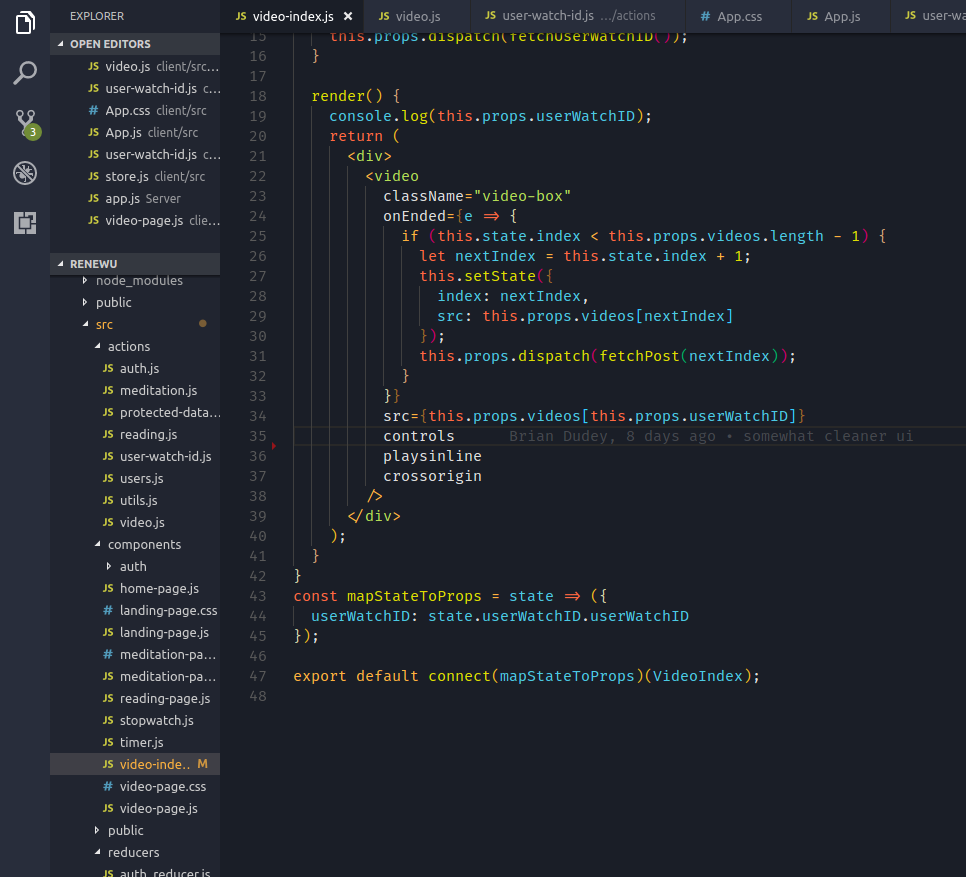 EXPLORER
OPEN EDITORS
JS video.js client/src...
JS user-watch-id.js c...
# App.css client/src
JS App.js client/src
JS user-watch-id.js c...
JS store.js client/src
JS app.js Server
JS video-page.js clie...
3
RENEWU
node_modules
public
src
actions
JS auth.js
JS meditation.js
JS protected-data...
JS reading.js
JS user-watch-id.js
JS users.js
JS utils.js
JS video.js
components
auth
JS home-page.js
# landing-page.css
JS landing-page.js
# meditation-pa...
JS meditation-pa...
JS reading-page.js
JS stopwatch.js
JS timer.js
JS video-inde.. M
# video-page.css
JS video-page.js
public
reducers
JS auth_reducer.js
JS video-index.js × JS video.js JS user-watch-id.js .../actions # App.css JS App.js JS user-wa
15 this.props.dispatch(fetchUserWatchID());
16 }
17
18 render() {
19 console.log(this.props.userWatchID);
20 return (
21 <div>
22 <video
23 className="video-box"
24 onEnded={e => {
25 if (this.state.index < this.props.videos.length - 1) {
26 let nextIndex = this.state.index + 1;
27 this.setState({
28 index: nextIndex,
29 src: this.props.videos[nextIndex]
30 });
31 this.props.dispatch(fetchPost(nextIndex));
32 }
33 }}
34 src={this.props.videos[this.props.userWatchID]}
35 controls Brian Dudey, 8 days ago • somewhat cleaner ui
36 playsinline
37 crossorigin
38 />
39 </div>
40 );
41 }
42 }
43 const mapStateToProps = state => ({
44 userWatchID: state.userWatchID.userWatchID
45 });
46
47 export default connect(mapStateToProps)(VideoIndex);
48